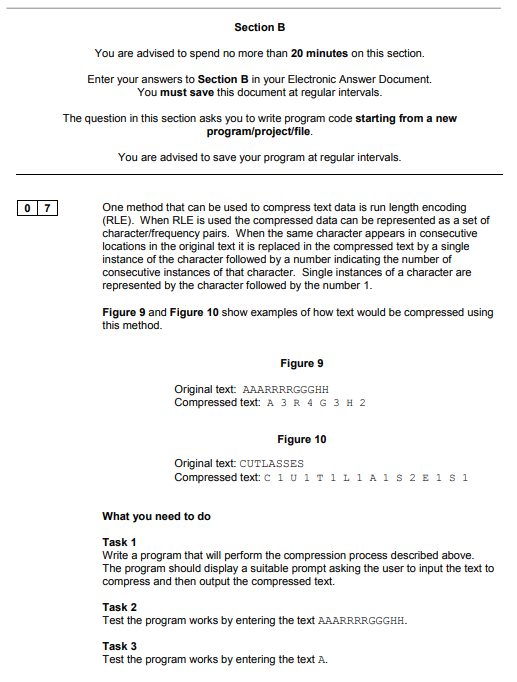 Section B
You are advised to spend no more than 20 minutes on this section.
Enter your answers to Section B in your Electronic Answer Document.
You must save this document at regular intervals.
The question in this section asks you to write program code starting from a new
program/project/file.
You are advised to save your program at regular intervals.
0 7 One method that can be used to compress text data is run length encoding
(RLE). When RLE is used the compressed data can be represented as a set of
character/frequency pairs. When the same character appears in consecutive
locations in the original text it is replaced in the compressed text by a single
instance of the character followed by a number indicating the number of
consecutive instances of that character. Single instances of a character are
represented by the character followed by the number 1.
Figure 9 and Figure 10 show examples of how text would be compressed using
this method.
Figure 9
Original text: AAARRRRGGGHH
Compressed text: A 3 R 4 G 3 H 2
Figure 10
Original text: CUTLASSES
Compressed text: C 1 U 1 T 1 L 1 A 1 S 2 E 1 S 1
What you need to do
Task 1
Write a program that will perform the compression process described above.
The program should display a suitable prompt asking the user to input the text to
compress and then output the compressed text.
Task 2
Test the program works by entering the text AAARRRRGGGHH.
Task 3
Test the program works by entering the text A.